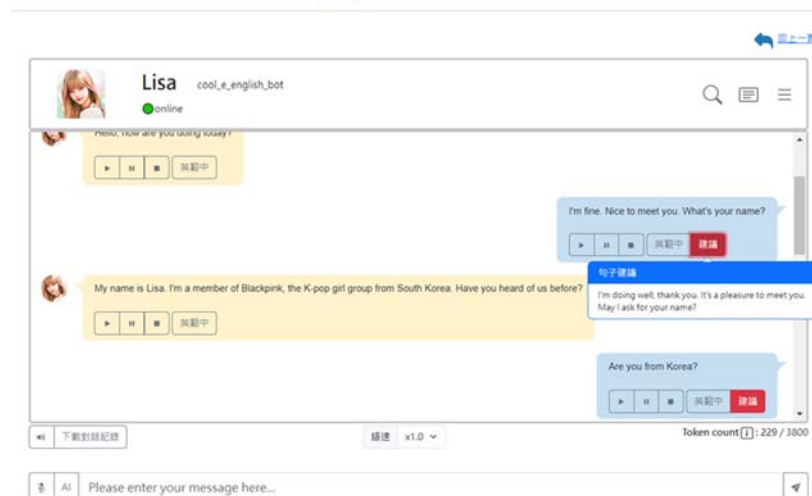 回上一頁
Lisa cool_e_english_bot
online
Hello, how are you doing today?
英翻中
I'm fine. Nice to meet you. What's your name?
英翻中 建議
句子建議
I'm doing well, thank you. It's a pleasure to meet you.
May I ask for your name?
My name is Lisa. I'm a member of Blackpink, the K-pop girl group from South Korea. Have you heard of us before?
英翻中
Are you from Korea?
英翻中 建議
下載對話紀錄 語速 x1.0 Token count i : 229 / 3800
AI Please enter your message here...